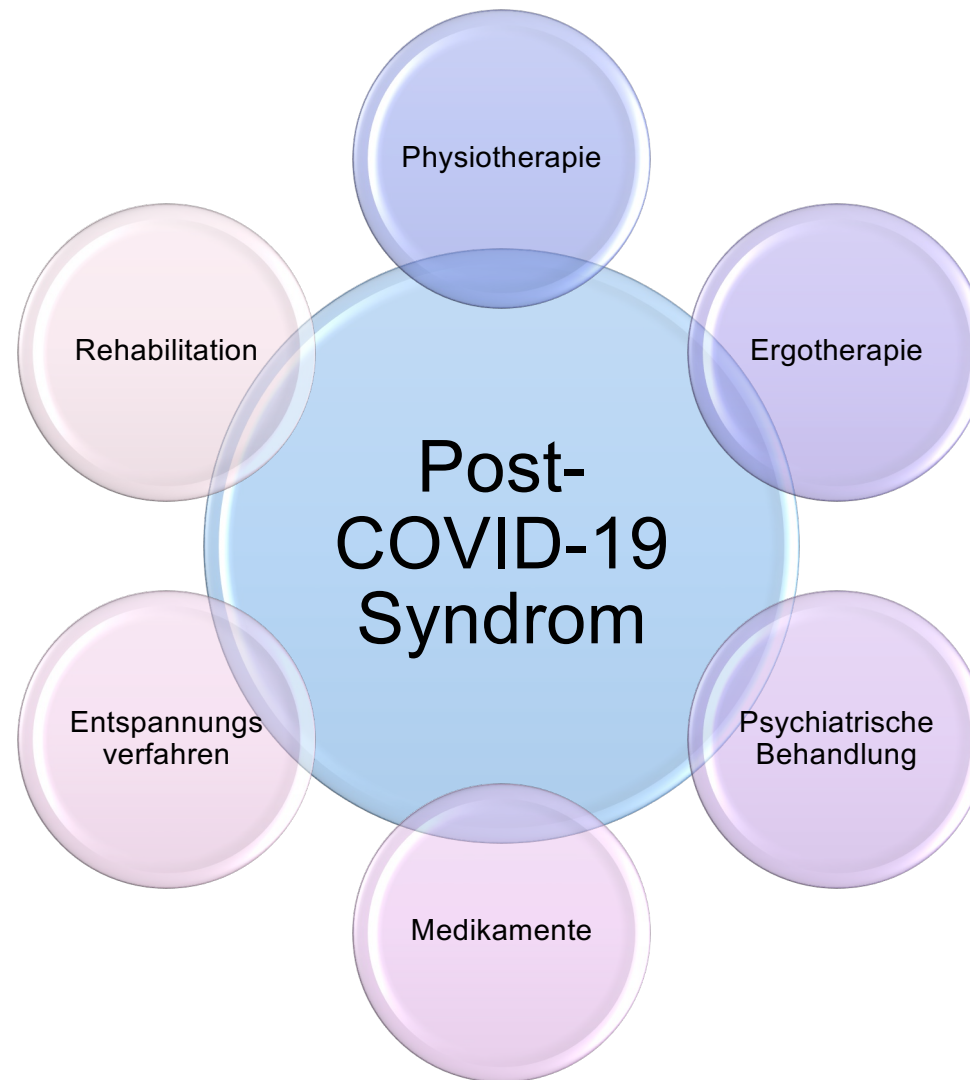 Physiotherapie
Rehabilitation
Ergotherapie
Post-
COVID-19
Syndrom
Entspannungs
verfahren
Psychiatrische
Behandlung
Medikamente